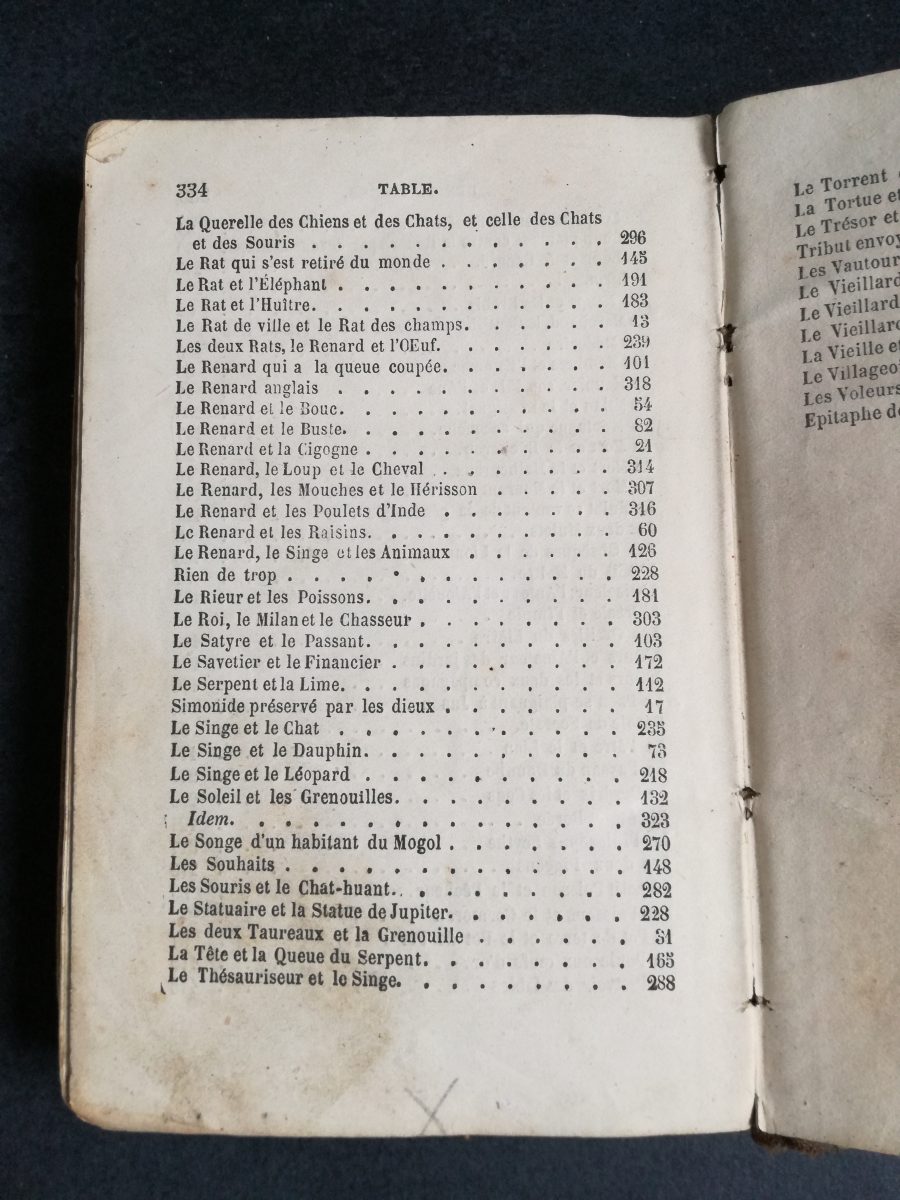 334 TABLE.
La Querelle des Chiens et des Chats, et celle des Chats
et des Souris . . . . . . . . . . . . 296
Le Rat qui s'est retiré du monde . . . . . . . 145
Le Rat et l'Éléphant . . . . . . . . . . . 191
Le Rat et l'Huître. . . . . . . . . . . . 183
Le Rat de ville et le Rat des champs. . . . . . 13
Les deux Rats, le Renard et l'OEuf. . . . . . . 239
Le Renard qui a la queue coupée. . . . . . . 101
Le Renard anglais . . . . . . . . . . . 318
Le Renard et le Bouc. . . . . . . . . . . 54
Le Renard et le Buste. . . . . . . . . . . 82
Le Renard et la Cigogne . . . . . . . . . . 21
Le Renard, le Loup et le Cheval . . . . . . . 314
Le Renard, les Mouches et le Hérisson . . . . . 307
Le Renard et les Poulets d'Inde . . . . . . . 316
Le Renard et les Raisins. . . . . . . . . . 60
Le Renard, le Singe et les Animaux . . . . . . 126
Rien de trop . . . . . . . . . . . . . 228
Le Rieur et les Poissons. . . . . . . . . . 181
Le Roi, le Milan et le Chasseur . . . . . . . . 303
Le Satyre et le Passant. . . . . . . . . . 103
Le Savetier et le Financier . . . . . . . . . 172
Le Serpent et la Lime. . . . . . . . . . . 112
Simonide préservé par les dieux . . . . . . . 17
Le Singe et le Chat . . . . . . . . . . . 235
Le Singe et le Dauphin. . . . . . . . . . 73
Le Singe et le Léopard . . . . . . . . . . 218
Le Soleil et les Grenouilles. . . . . . . . . 132
Idem. . . . . . . . . . . . . . . 323
Le Songe d'un habitant du Mogol . . . . . . . 270
Les Souhaits . . . . . . . . . . . . . 148
Les Souris et le Chat-huant. . . . . . . . . 282
Le Statuaire et la Statue de Jupiter. . . . . . . 228
Les deux Taureaux et la Grenouille . . . . . . 31
La Tête et la Queue du Serpent. . . . . . . . 165
Le Thésauriseur et le Singe. . . . . . . . . 288
Le Torrent
La Tortue et
Le Trésor et
Tribut envoy
Les Vautour
Le Vieillard
Le Vieillard
Le Vieillard
La Vieille et
Le Villageoi
Les Voleurs
Epitaphe de